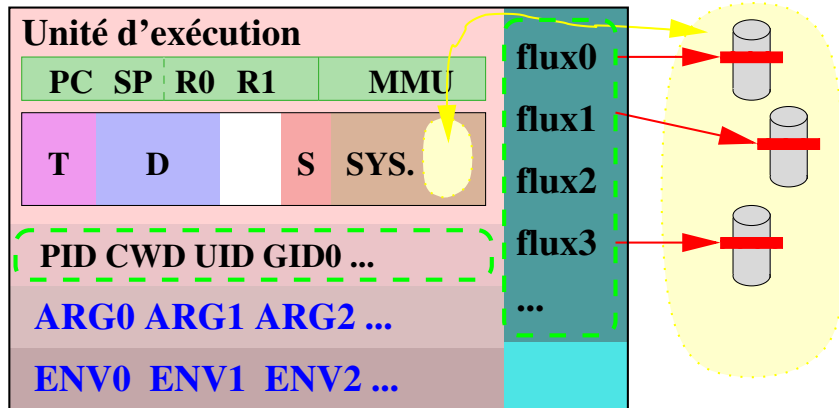 Unité d'exécution
PC SP R0 R1 MMU
T D S SYS.
PID CWD UID GID0 ...
ARG0 ARG1 ARG2 ...
ENV0 ENV1 ENV2 ...
flux0
flux1
flux2
flux3
...